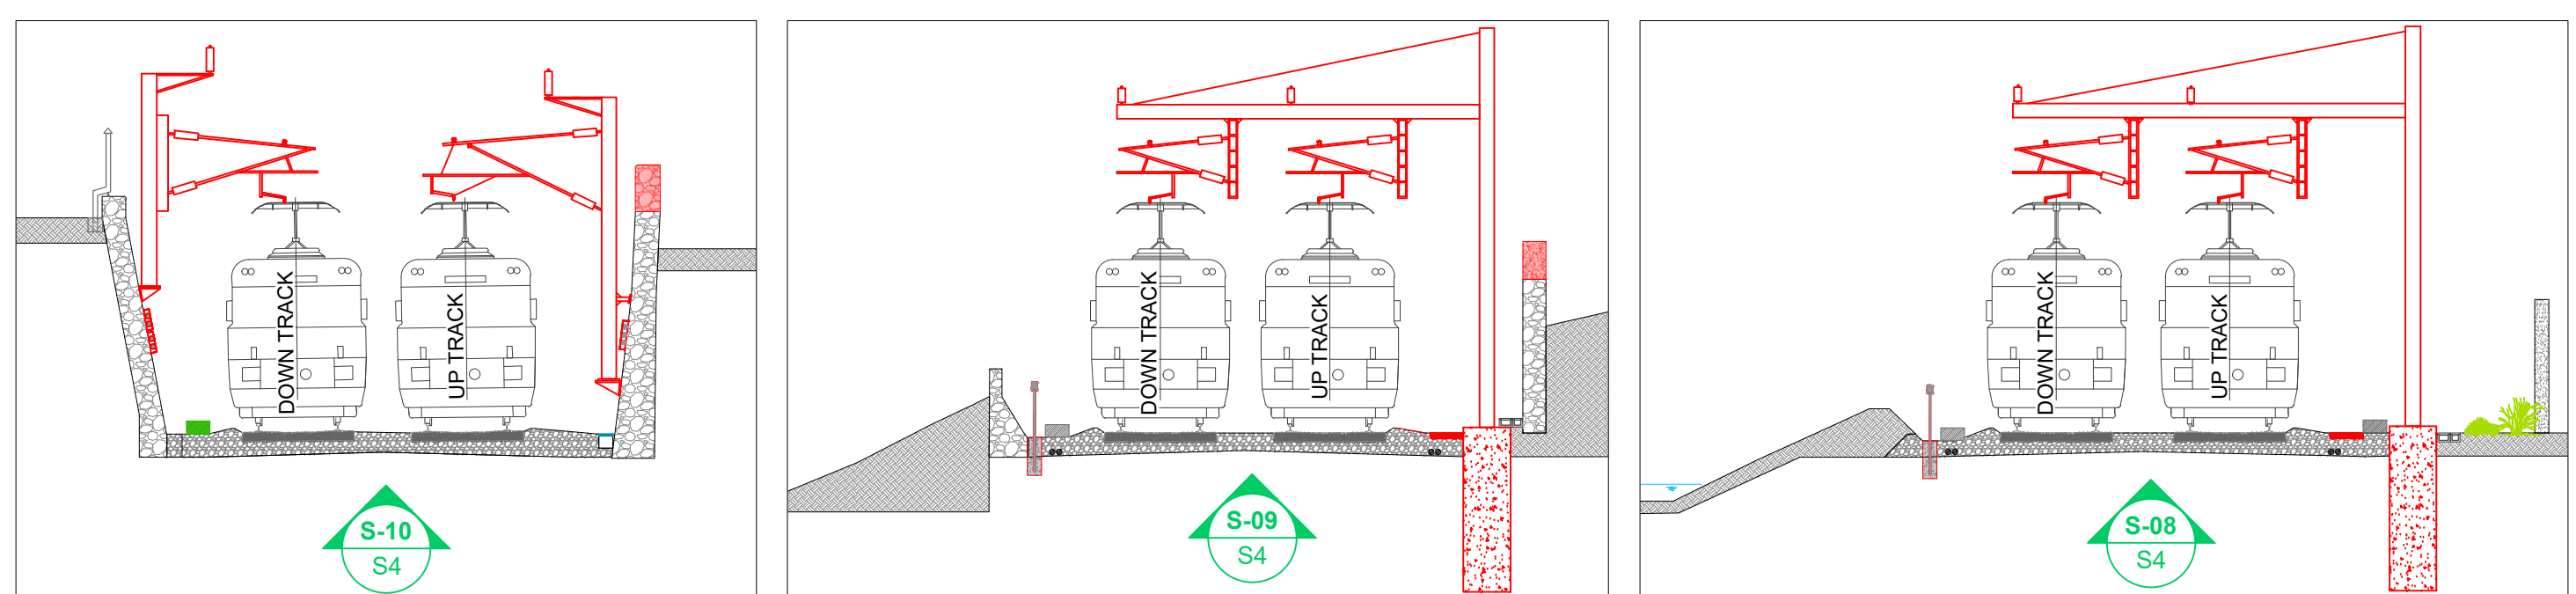 DOWN TRACK
UP TRACK
S-10
S4
DOWN TRACK
UP TRACK
S-09
S4
DOWN TRACK
UP TRACK
S-08
S4